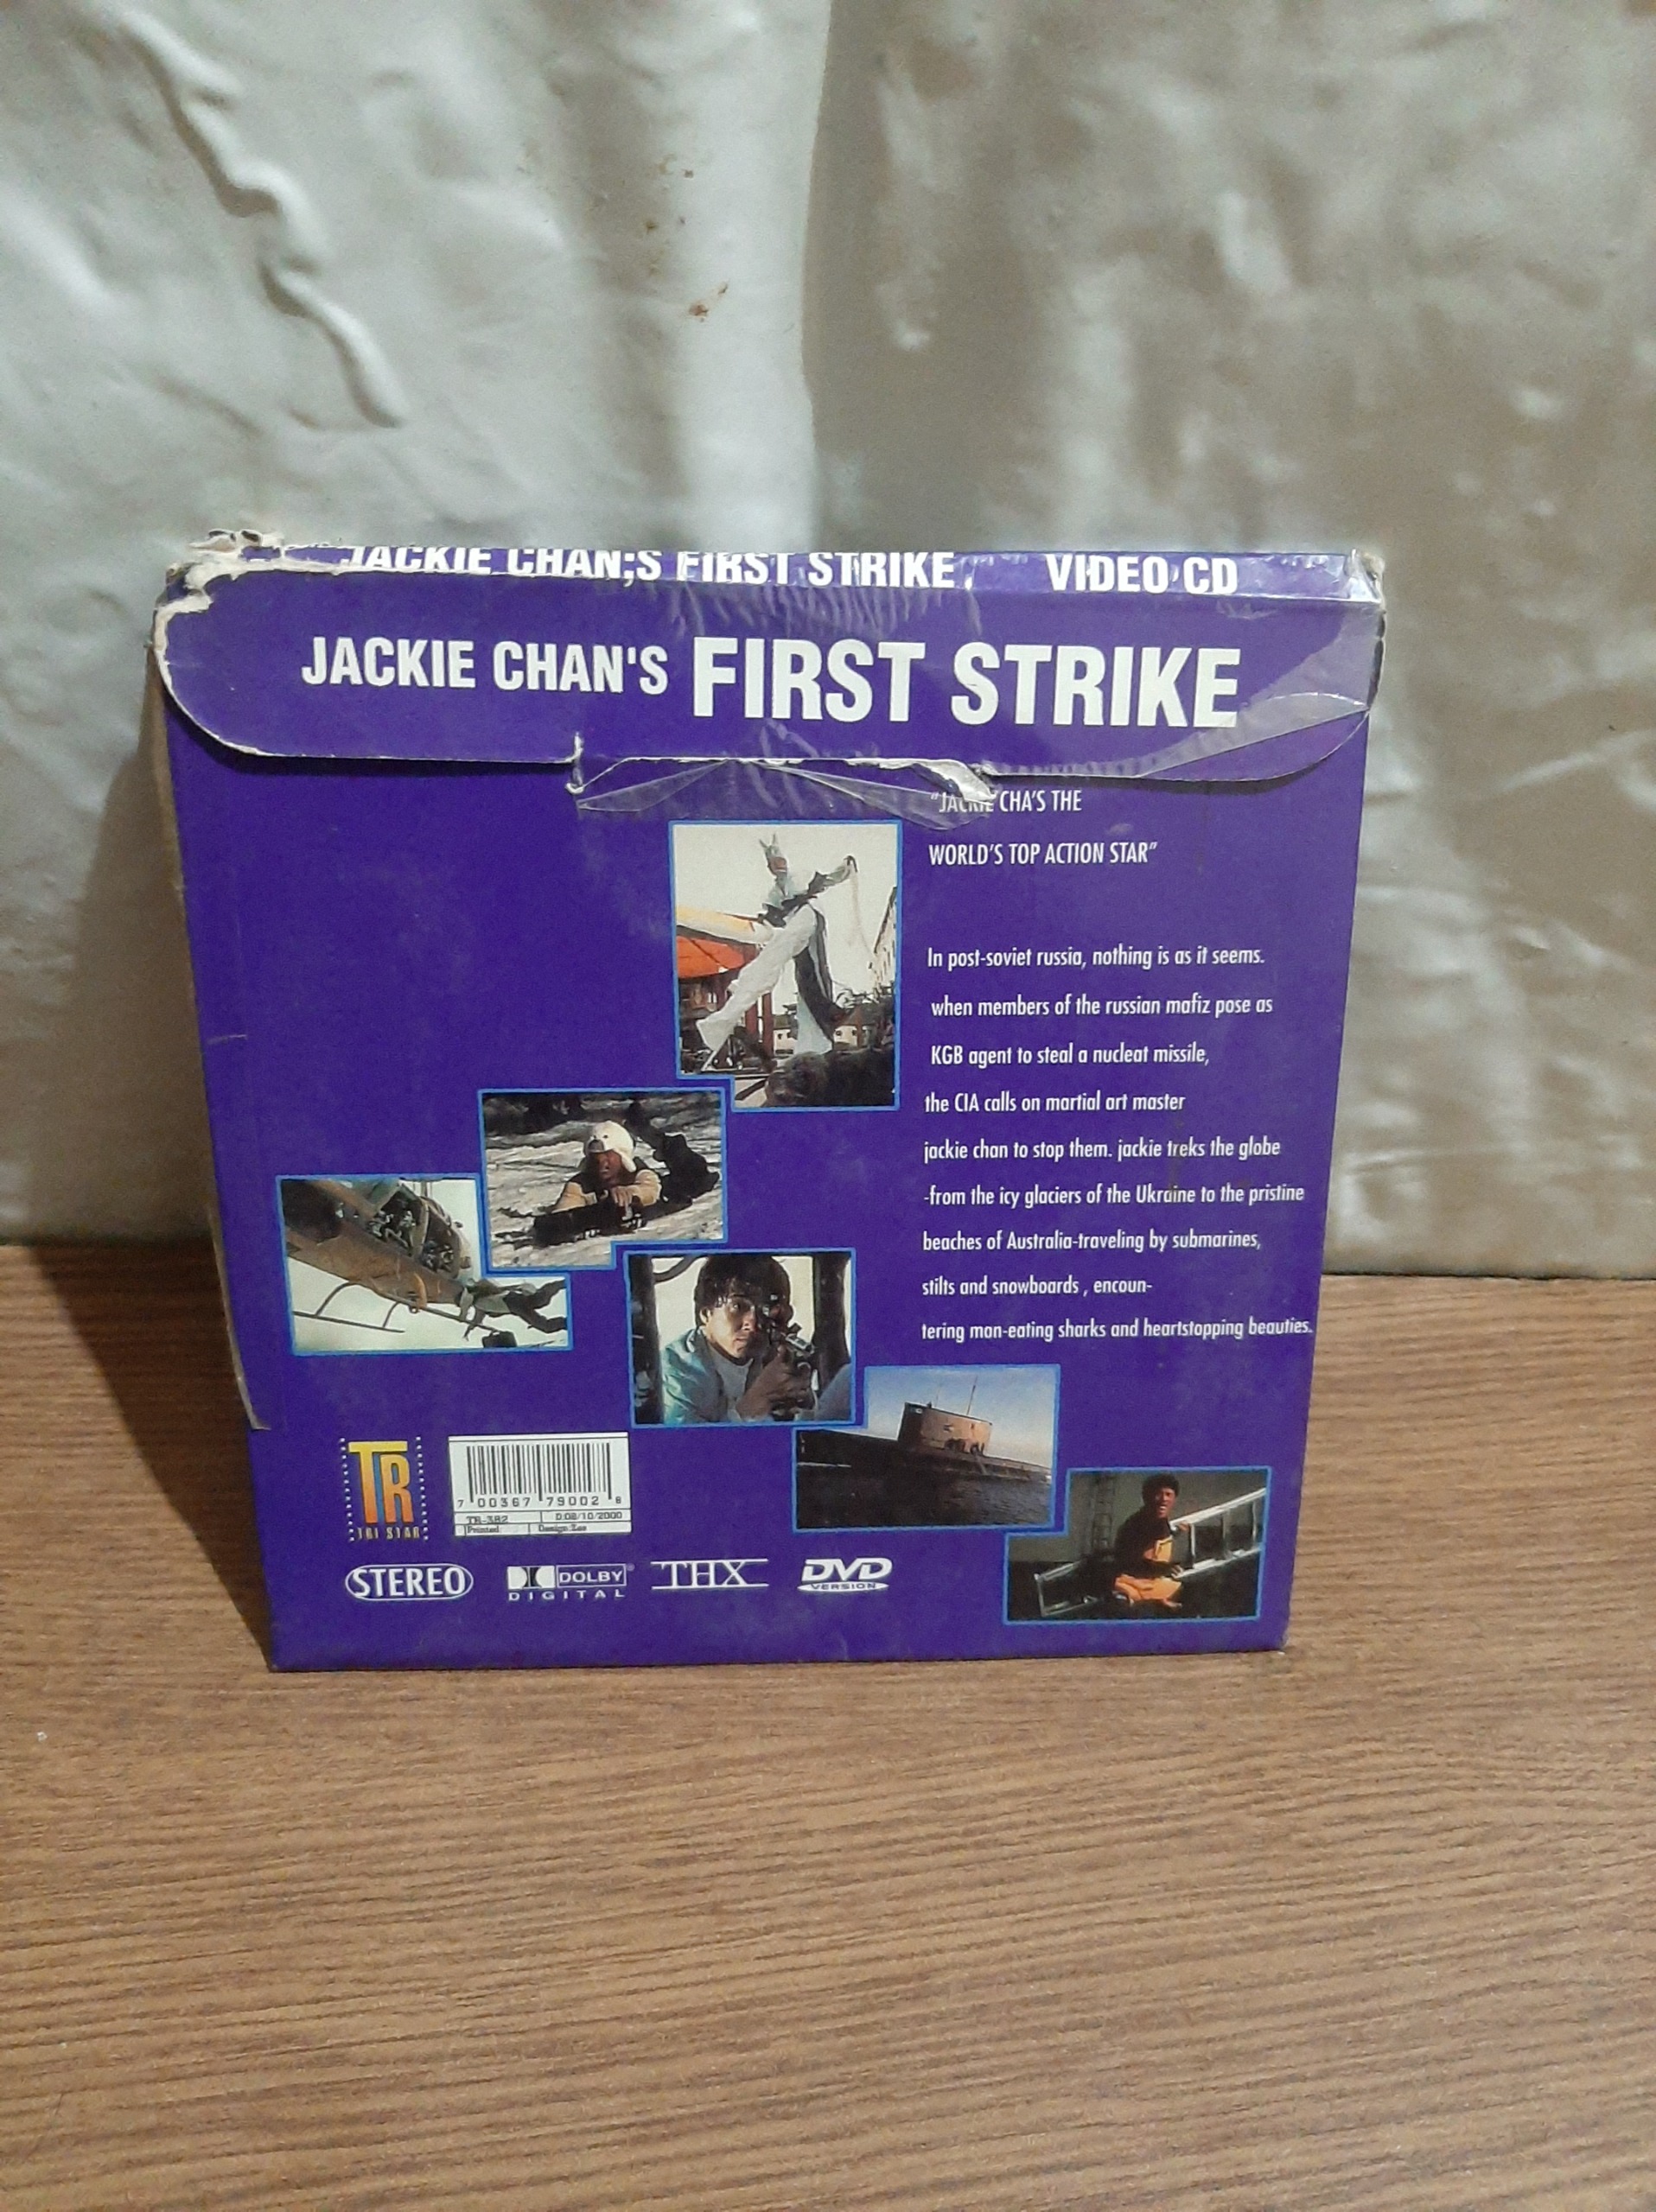 JACKIE CHAN;S FIRST STRIKE VIDEO CD
JACKIE CHAN'S FIRST STRIKE
"JACKIE CHA'S THE
WORLD'S TOP ACTION STAR"
In post-soviet russia, nothing is as it seems.
when members of the russian mafiz pose as
KGB agent to steal a nucleat missile,
the CIA calls on martial art master
jackie chan to stop them. jackie treks the globe
-from the icy glaciers of the Ukraine to the pristine
beaches of Australia-traveling by submarines,
stilts and snowboards , encoun-
tering man-eating sharks and heartstopping beauties.
TR
TRI STAR
7 00367 79002 8
TR-382 D:08/10/2000
Printed Design:
STEREO DOLBY DIGITAL THX DVD VERSION